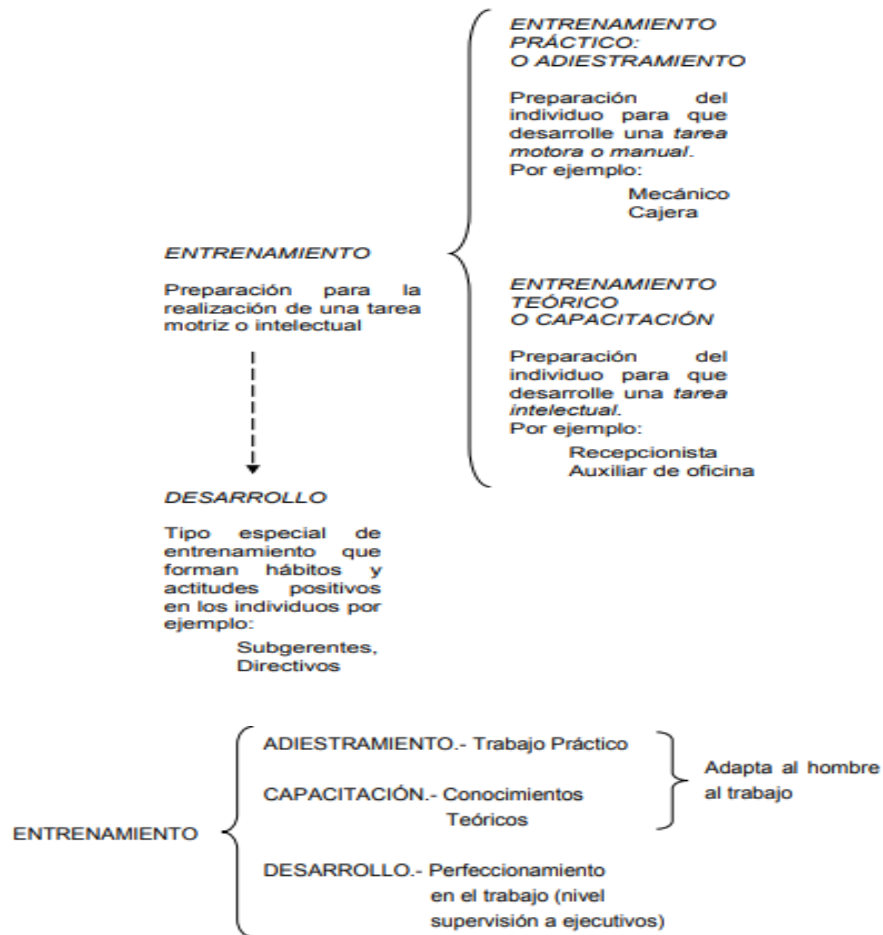 ENTRENAMIENTO
PRÁCTICO:
O ADIESTRAMIENTO
Preparación del
individuo para que
desarrolle una tarea
motora o manual.
Por ejemplo:
Mecánico
Cajera
ENTRENAMIENTO
Preparación para la
realización de una tarea
motriz o intelectual
ENTRENAMIENTO
TEÓRICO
O CAPACITACIÓN
Preparación del
individuo para que
desarrolle una tarea
intelectual.
Por ejemplo:
Recepcionista
Auxiliar de oficina
DESARROLLO
Tipo especial de
entrenamiento que
forman hábitos y
actitudes positivos
en los individuos por
ejemplo:
Subgerentes,
Directivos
ENTRENAMIENTO
ADIESTRAMIENTO.- Trabajo Práctico
CAPACITACIÓN.- Conocimientos
Teóricos
Adapta al hombre
al trabajo
DESARROLLO.- Perfeccionamiento
en el trabajo (nivel
supervisión a ejecutivos)